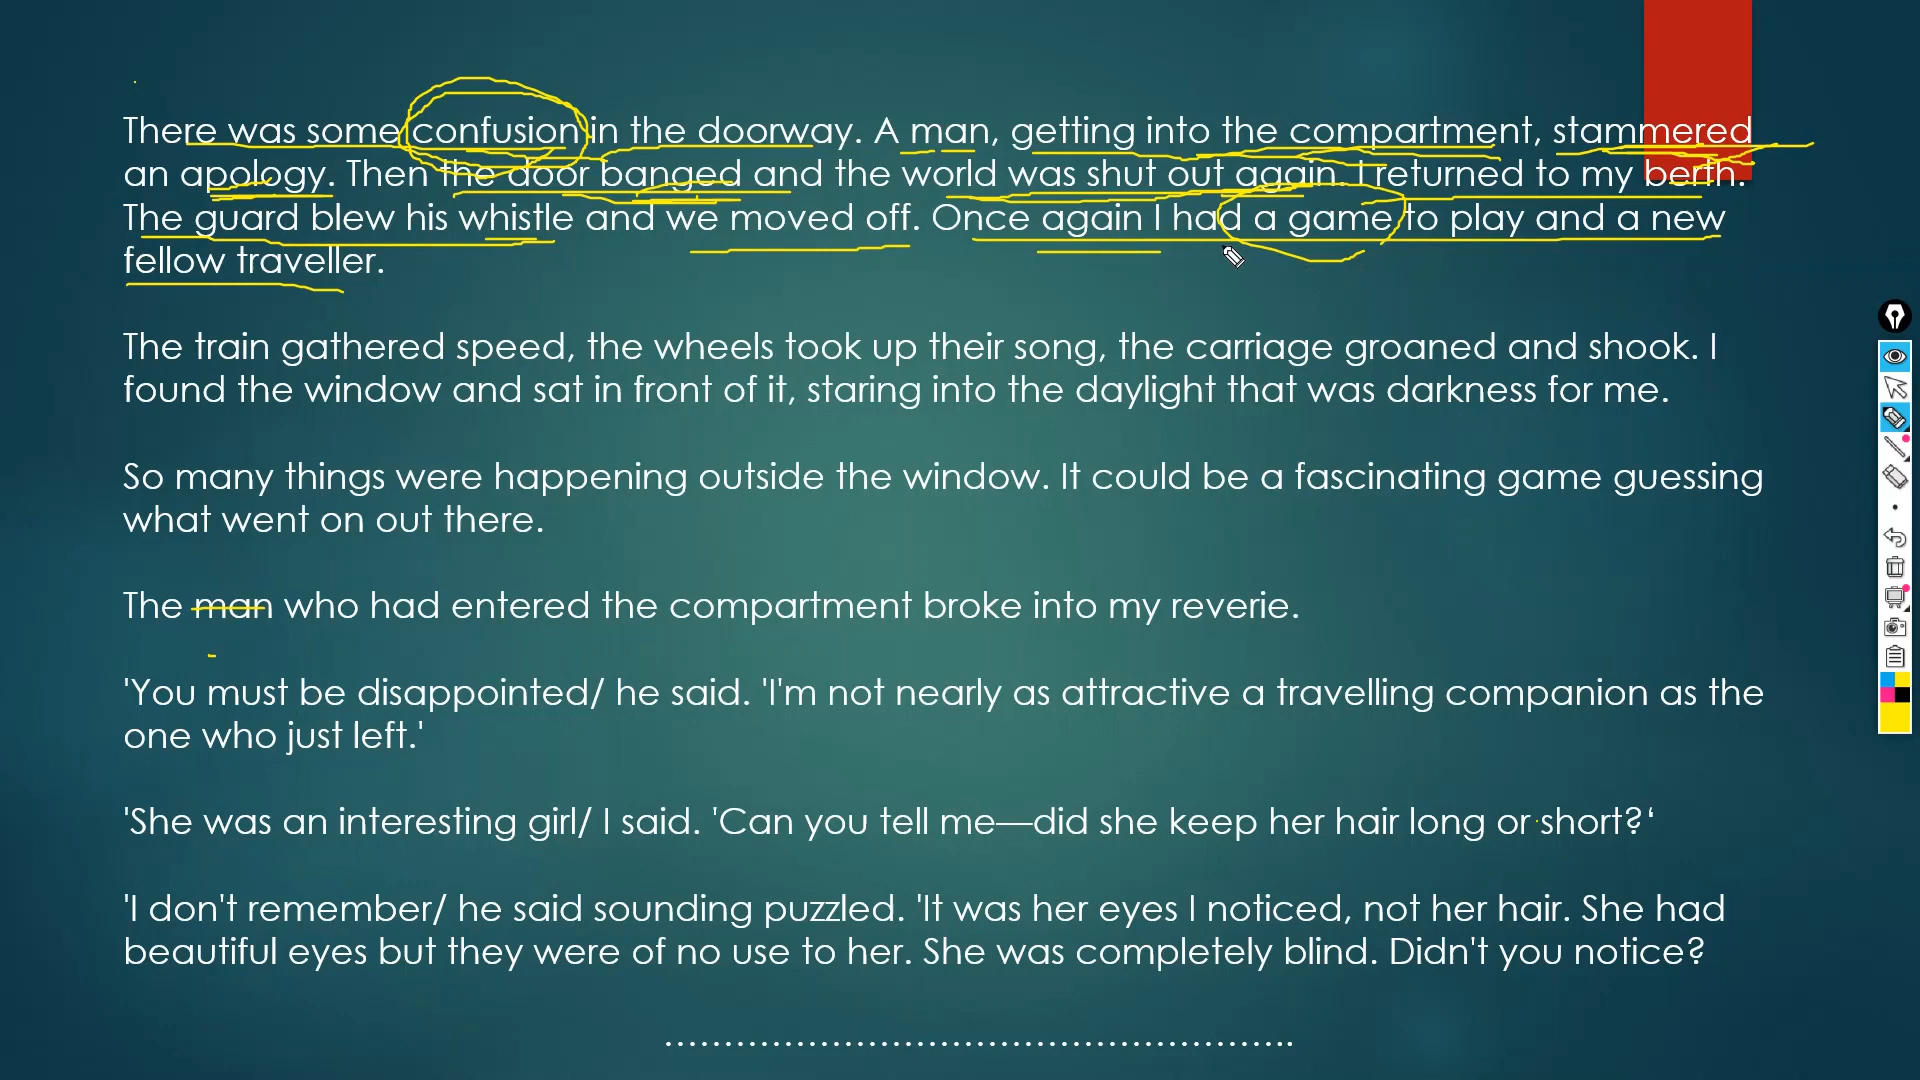 There was some confusion in the doorway. A man, getting into the compartment, stammered
an apology. Then the door banged and the world was shut out again. I returned to my berth.
The guard blew his whistle and we moved off. Once again I had a game to play and a new
fellow traveller.
The train gathered speed, the wheels took up their song, the carriage groaned and shook. I
found the window and sat in front of it, staring into the daylight that was darkness for me.
So many things were happening outside the window. It could be a fascinating game guessing
what went on out there.
The man who had entered the compartment broke into my reverie.
'You must be disappointed/ he said. 'I'm not nearly as attractive a travelling companion as the
one who just left.'
'She was an interesting girl/ I said. 'Can you tell me—did she keep her hair long or short?‘
'I don't remember/ he said sounding puzzled. 'It was her eyes I noticed, not her hair. She had
beautiful eyes but they were of no use to her. She was completely blind. Didn't you notice?
………………………………………………….